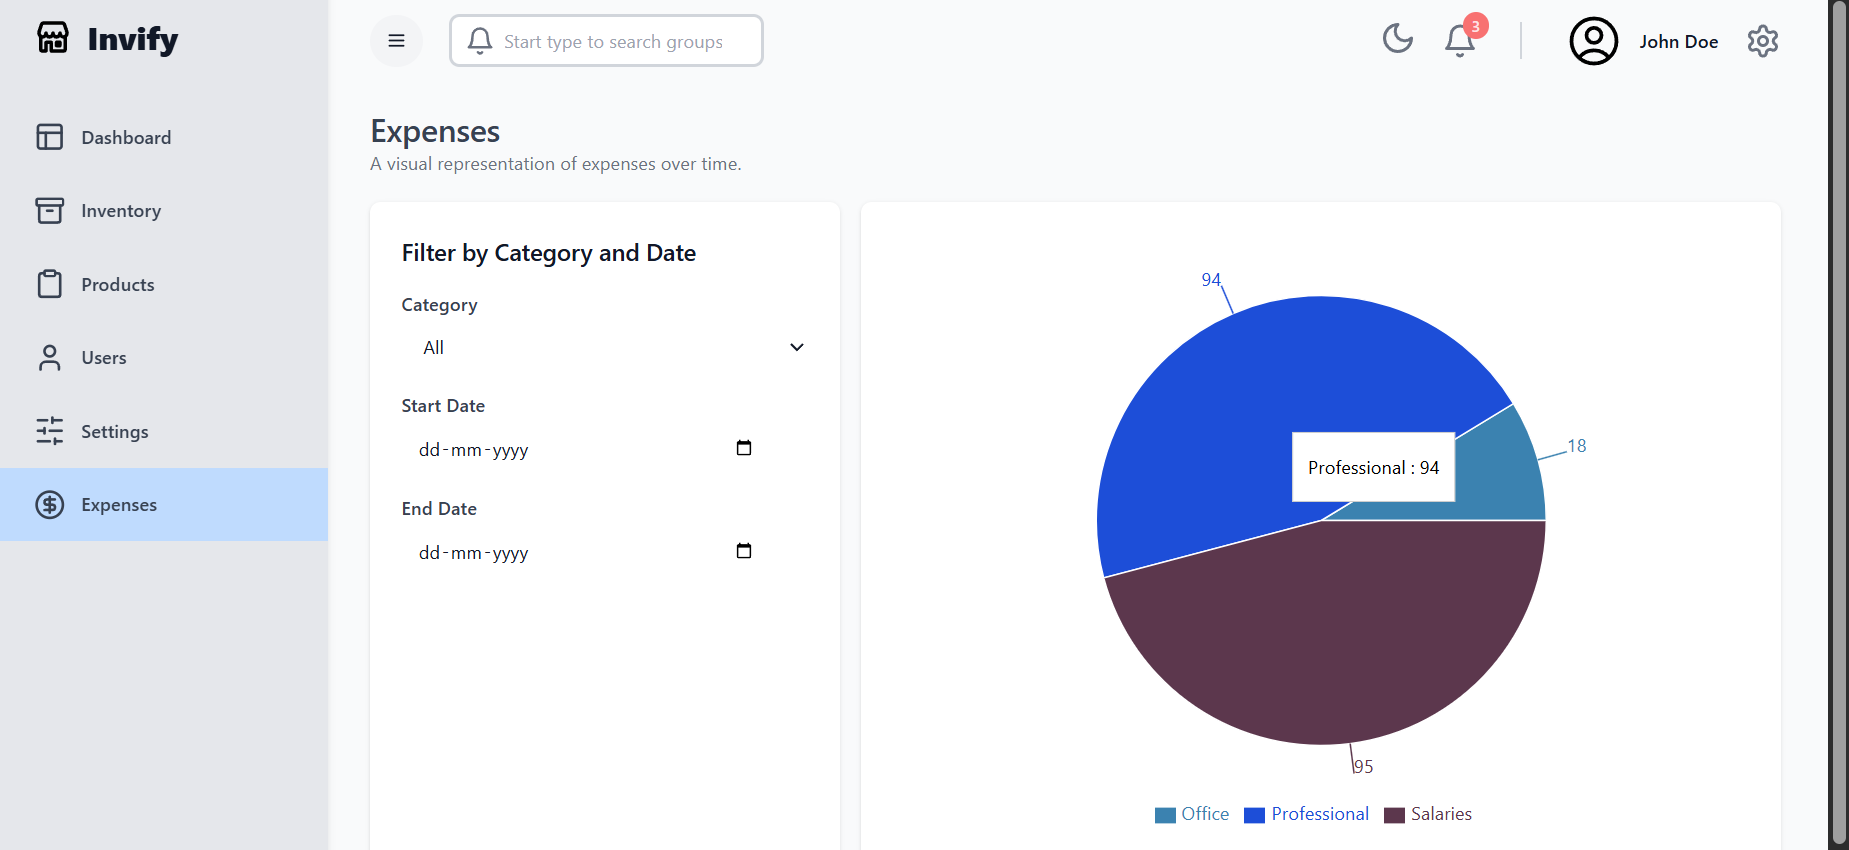 Invify
Start type to search groups
3
John Doe
Dashboard
Inventory
Products
Users
Settings
Expenses
Expenses
A visual representation of expenses over time.
Filter by Category and Date
Category
All
Start Date
dd-mm-yyyy
End Date
dd-mm-yyyy
94
18
Professional : 94
95
Office Professional Salaries